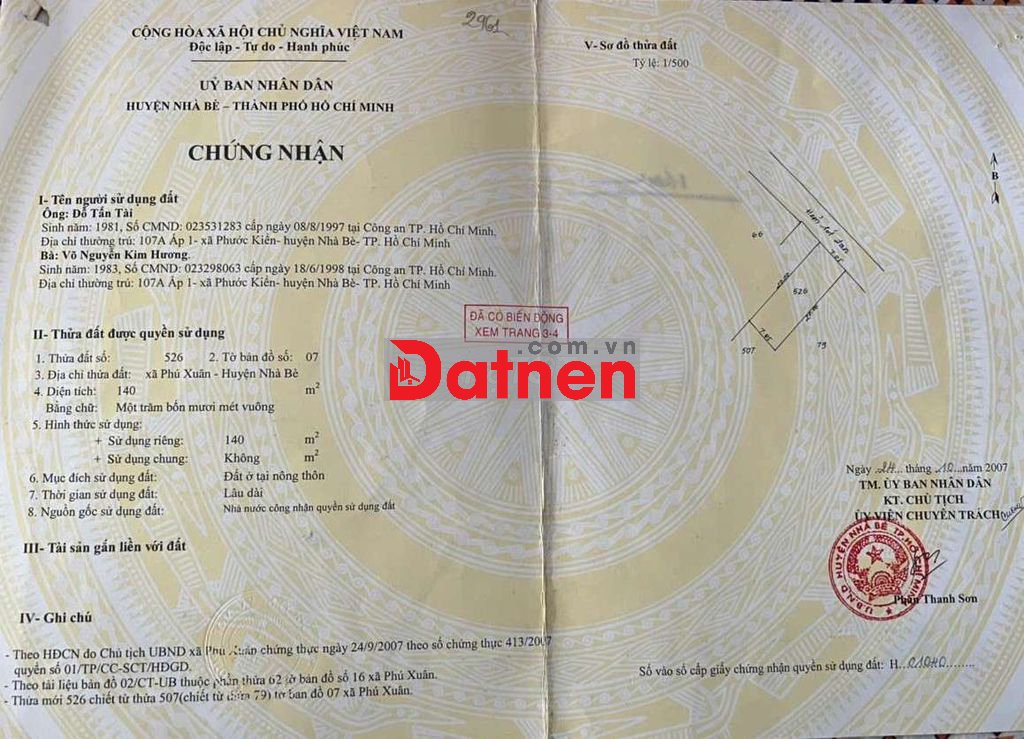 2961
CỘNG HÒA XÃ HỘI CHỦ NGHĨA VIỆT NAM
Độc lập - Tự do - Hạnh phúc
UỶ BAN NHÂN DÂN
HUYỆN NHÀ BÈ – THÀNH PHỐ HỒ CHÍ MINH
CHỨNG NHẬN
I- Tên người sử dụng đất
Ông: Đỗ Tấn Tài
Sinh năm: 1981, Số CMND: 023531283 cấp ngày 08/8/1997 tại Công an TP. Hồ Chí Minh.
Địa chỉ thường trú: 107A Ấp 1- xã Phước Kiển- huyện Nhà Bè- TP. Hồ Chí Minh
Bà: Võ Nguyễn Kim Hương.
Sinh năm: 1983, Số CMND: 023298063 cấp ngày 18/6/1998 tại Công an TP. Hồ Chí Minh.
Địa chỉ thường trú: 107A Ấp 1- xã Phước Kiển- huyện Nhà Bè- TP. Hồ Chí Minh
ĐÃ CÓ BIẾN ĐỘNG
XEM TRANG 3-4
II- Thửa đất được quyền sử dụng
1. Thửa đất số: 526 2. Tờ bản đồ số: 07
3. Địa chỉ thửa đất: xã Phú Xuân - Huyện Nhà Bè
4. Diện tích: 140 m2
Bằng chữ: Một trăm bốn mươi mét vuông
5. Hình thức sử dụng:
+ Sử dụng riêng: 140 m2
+ Sử dụng chung: Không m2
6. Mục đích sử dụng đất: Đất ở tại nông thôn
7. Thời gian sử dụng đất: Lâu dài
8. Nguồn gốc sử dụng đất: Nhà nước công nhận quyền sử dụng đất
III- Tài sản gắn liền với đất
IV- Ghi chú
- Theo HĐCN do Chủ tịch UBND xã Phú Xuân chứng thực ngày 24/9/2007 theo số chứng thực 413/2007
quyển số 01/TP/CC-SCT/HĐGD.
- Theo tài liệu bản đồ 02/CT-UB thuộc phần thửa 62 tờ bản đồ số 16 xã Phú Xuân.
- Thửa mới 526 chiết từ thửa 507(chiết từ thửa 79) tờ bản đồ 07 xã Phú Xuân.
.com.vn
Datnen
V- Sơ đồ thửa đất
Tỷ lệ: 1/500
B
66
526
507
79
Ngày 24 tháng 10 năm 2007
TM. ỦY BAN NHÂN DÂN
KT. CHỦ TỊCH
ỦY VIÊN CHUYÊN TRÁCH
U.B.N.D HUYỆN NHÀ BÈ TP.HỒ CHÍ MINH
Phan Thanh Sơn
Số vào sổ cấp giấy chứng nhận quyền sử dụng đất: H 01040